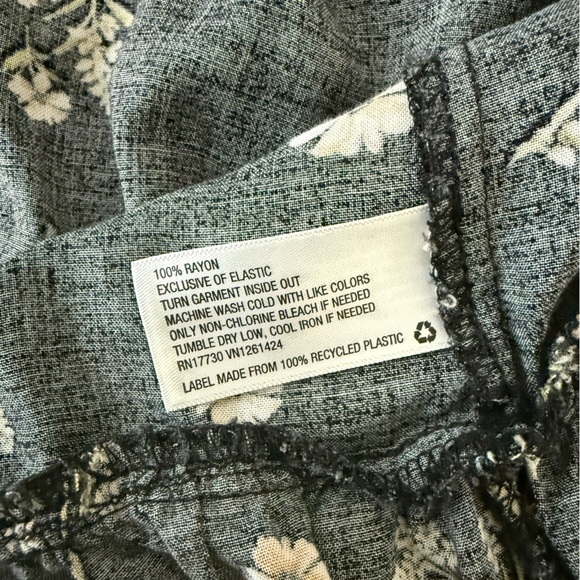 100% RAYON
EXCLUSIVE OF ELASTIC
TURN GARMENT INSIDE OUT
MACHINE WASH COLD WITH LIKE COLORS
ONLY NON-CHLORINE BLEACH IF NEEDED
TUMBLE DRY LOW, COOL IRON IF NEEDED
RN17730 VN1261424
LABEL MADE FROM 100% RECYCLED PLASTIC